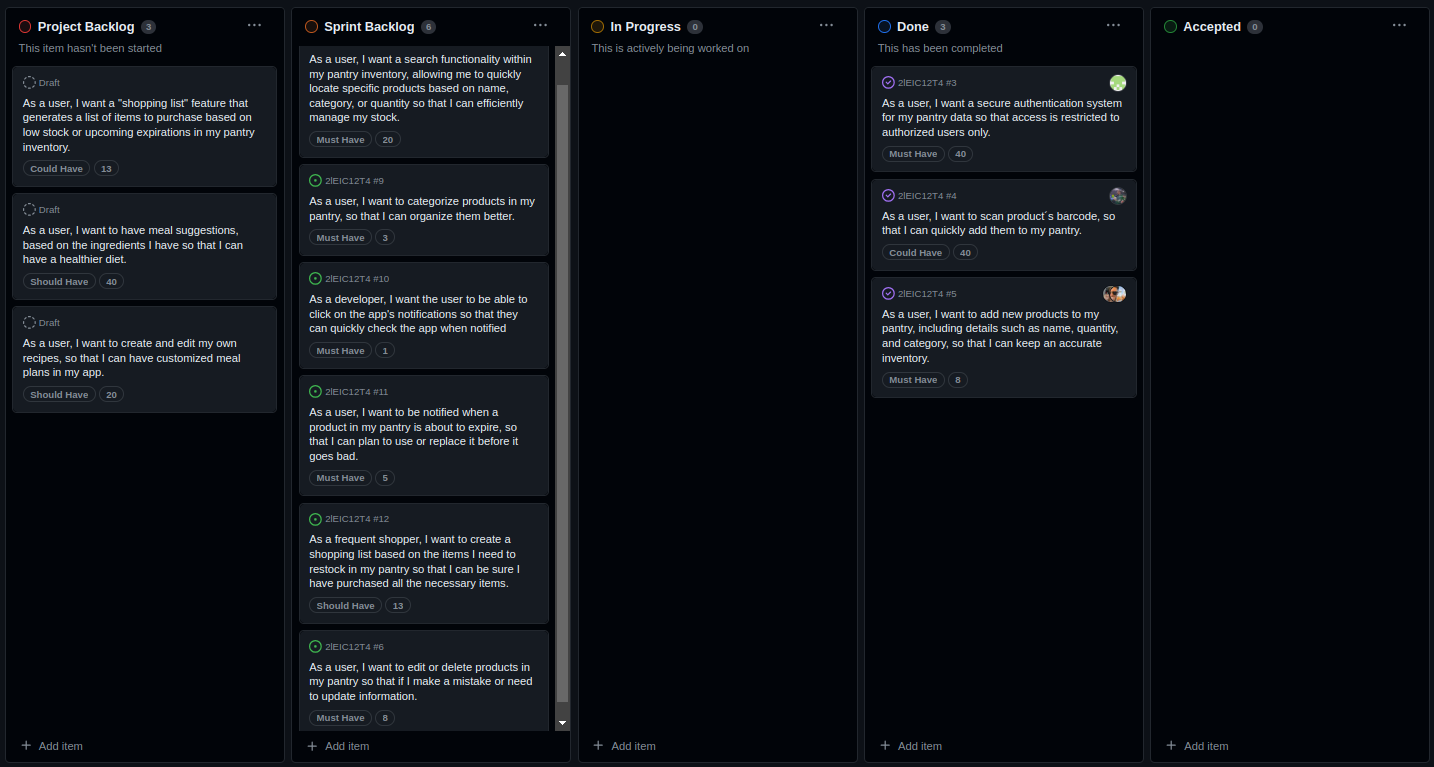 Project Backlog 3
This item hasn't been started
Draft
As a user, I want a "shopping list" feature that
generates a list of items to purchase based on
low stock or upcoming expirations in my pantry
inventory.
Could Have 13
Draft
As a user, I want to have meal suggestions,
based on the ingredients I have so that I can
have a healthier diet.
Should Have 40
Draft
As a user, I want to create and edit my own
recipes, so that I can have customized meal
plans in my app.
Should Have 20
Add item
Sprint Backlog 6
As a user, I want a search functionality within
my pantry inventory, allowing me to quickly
locate specific products based on name,
category, or quantity so that I can efficiently
manage my stock.
Must Have 20
2lEIC12T4 #9
As a user, I want to categorize products in my
pantry, so that I can organize them better.
Must Have 3
2lEIC12T4 #10
As a developer, I want the user to be able to
click on the app's notifications so that they
can quickly check the app when notified
Must Have 1
2lEIC12T4 #11
As a user, I want to be notified when a
product in my pantry is about to expire, so
that I can plan to use or replace it before it
goes bad.
Must Have 5
2lEIC12T4 #12
As a frequent shopper, I want to create a
shopping list based on the items I need to
restock in my pantry so that I can be sure I
have purchased all the necessary items.
Should Have 13
2lEIC12T4 #6
As a user, I want to edit or delete products in
my pantry so that if I make a mistake or need
to update information.
Must Have 8
Add item
In Progress 0
This is actively being worked on
Add item
Done 3
This has been completed
2lEIC12T4 #3
As a user, I want a secure authentication system
for my pantry data so that access is restricted to
authorized users only.
Must Have 40
2lEIC12T4 #4
As a user, I want to scan product´s barcode, so
that I can quickly add them to my pantry.
Could Have 40
2lEIC12T4 #5
As a user, I want to add new products to my
pantry, including details such as name, quantity,
and category, so that I can keep an accurate
inventory.
Must Have 8
Add item
Accepted 0
Add item